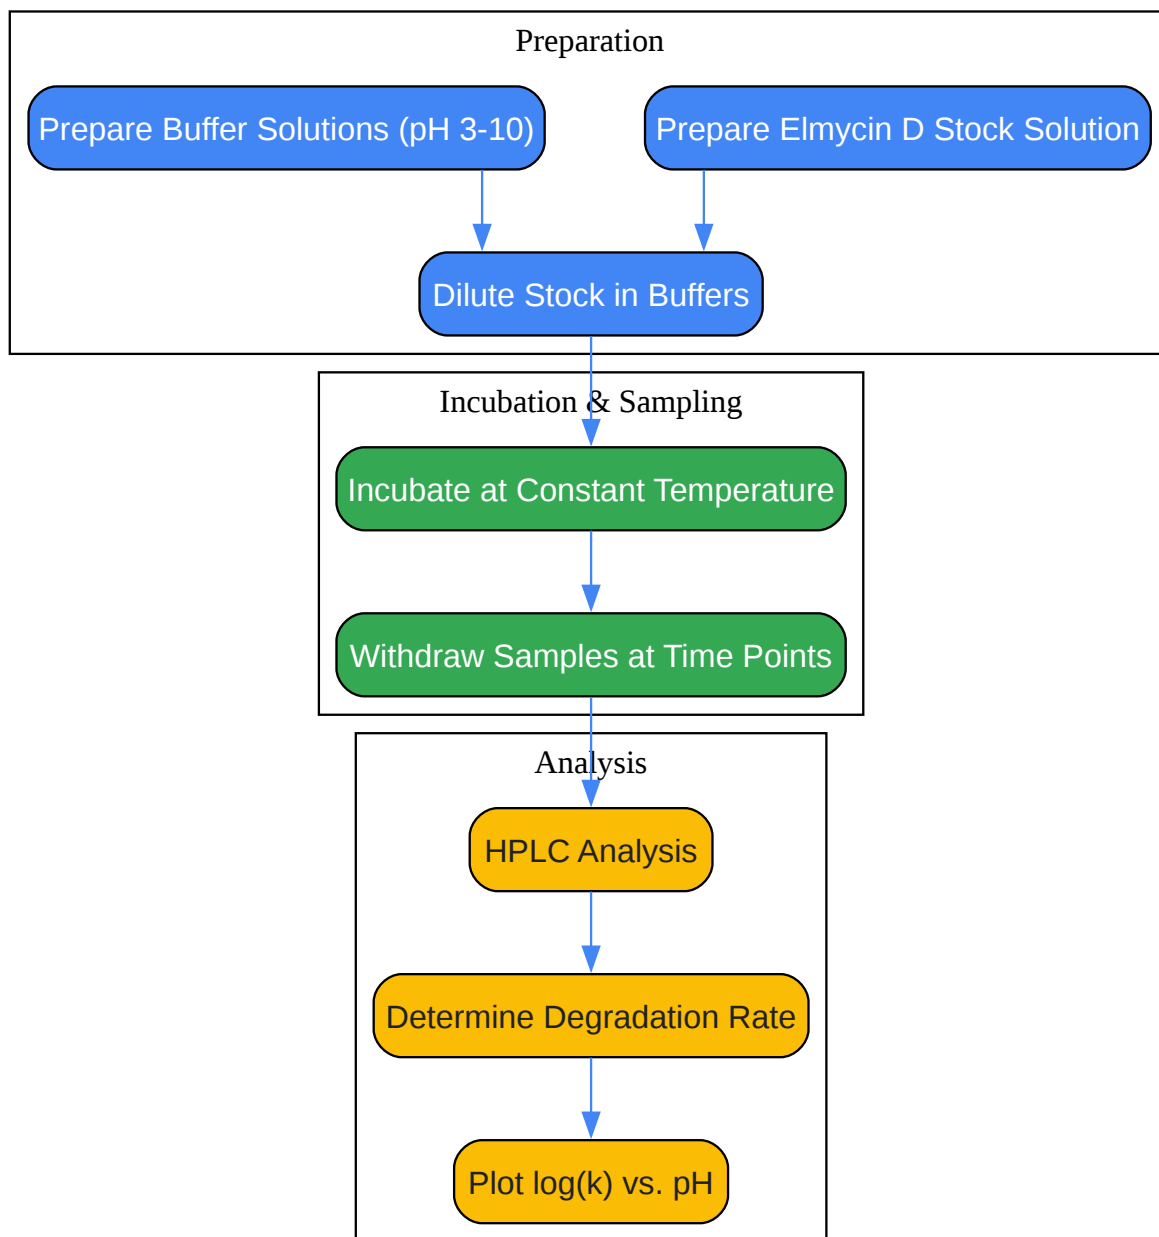 Preparation
Prepare Buffer Solutions (pH 3-10)
Prepare Elmycin D Stock Solution
Dilute Stock in Buffers
Incubation & Sampling
Incubate at Constant Temperature
Withdraw Samples at Time Points
Analysis
HPLC Analysis
Determine Degradation Rate
Plot log(k) vs. pH